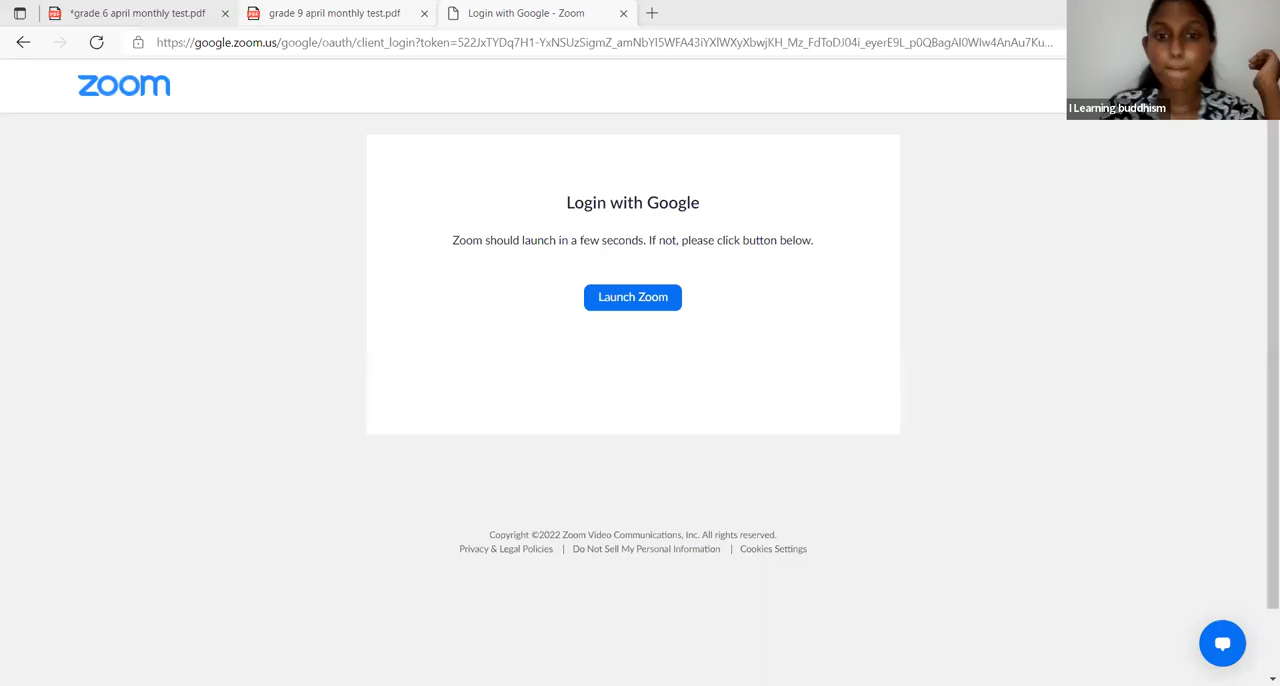 *grade 6 april monthly test.pdf
grade 9 april monthly test.pdf
Login with Google - Zoom
https://google.zoom.us/google/oauth/client_login?token=522JxTYDq7H1-YxNSUzSigmZ_amNbYI5WFA43iYXlWXyXbwjKH_Mz_FdToDJ04i_eyerE9L_p0QBagAI0WIw4AnAu7Ku...
zoom
I Learning buddhism
Login with Google
Zoom should launch in a few seconds. If not, please click button below.
Launch Zoom
Copyright ©2022 Zoom Video Communications, Inc. All rights reserved.
Privacy & Legal Policies | Do Not Sell My Personal Information | Cookies Settings